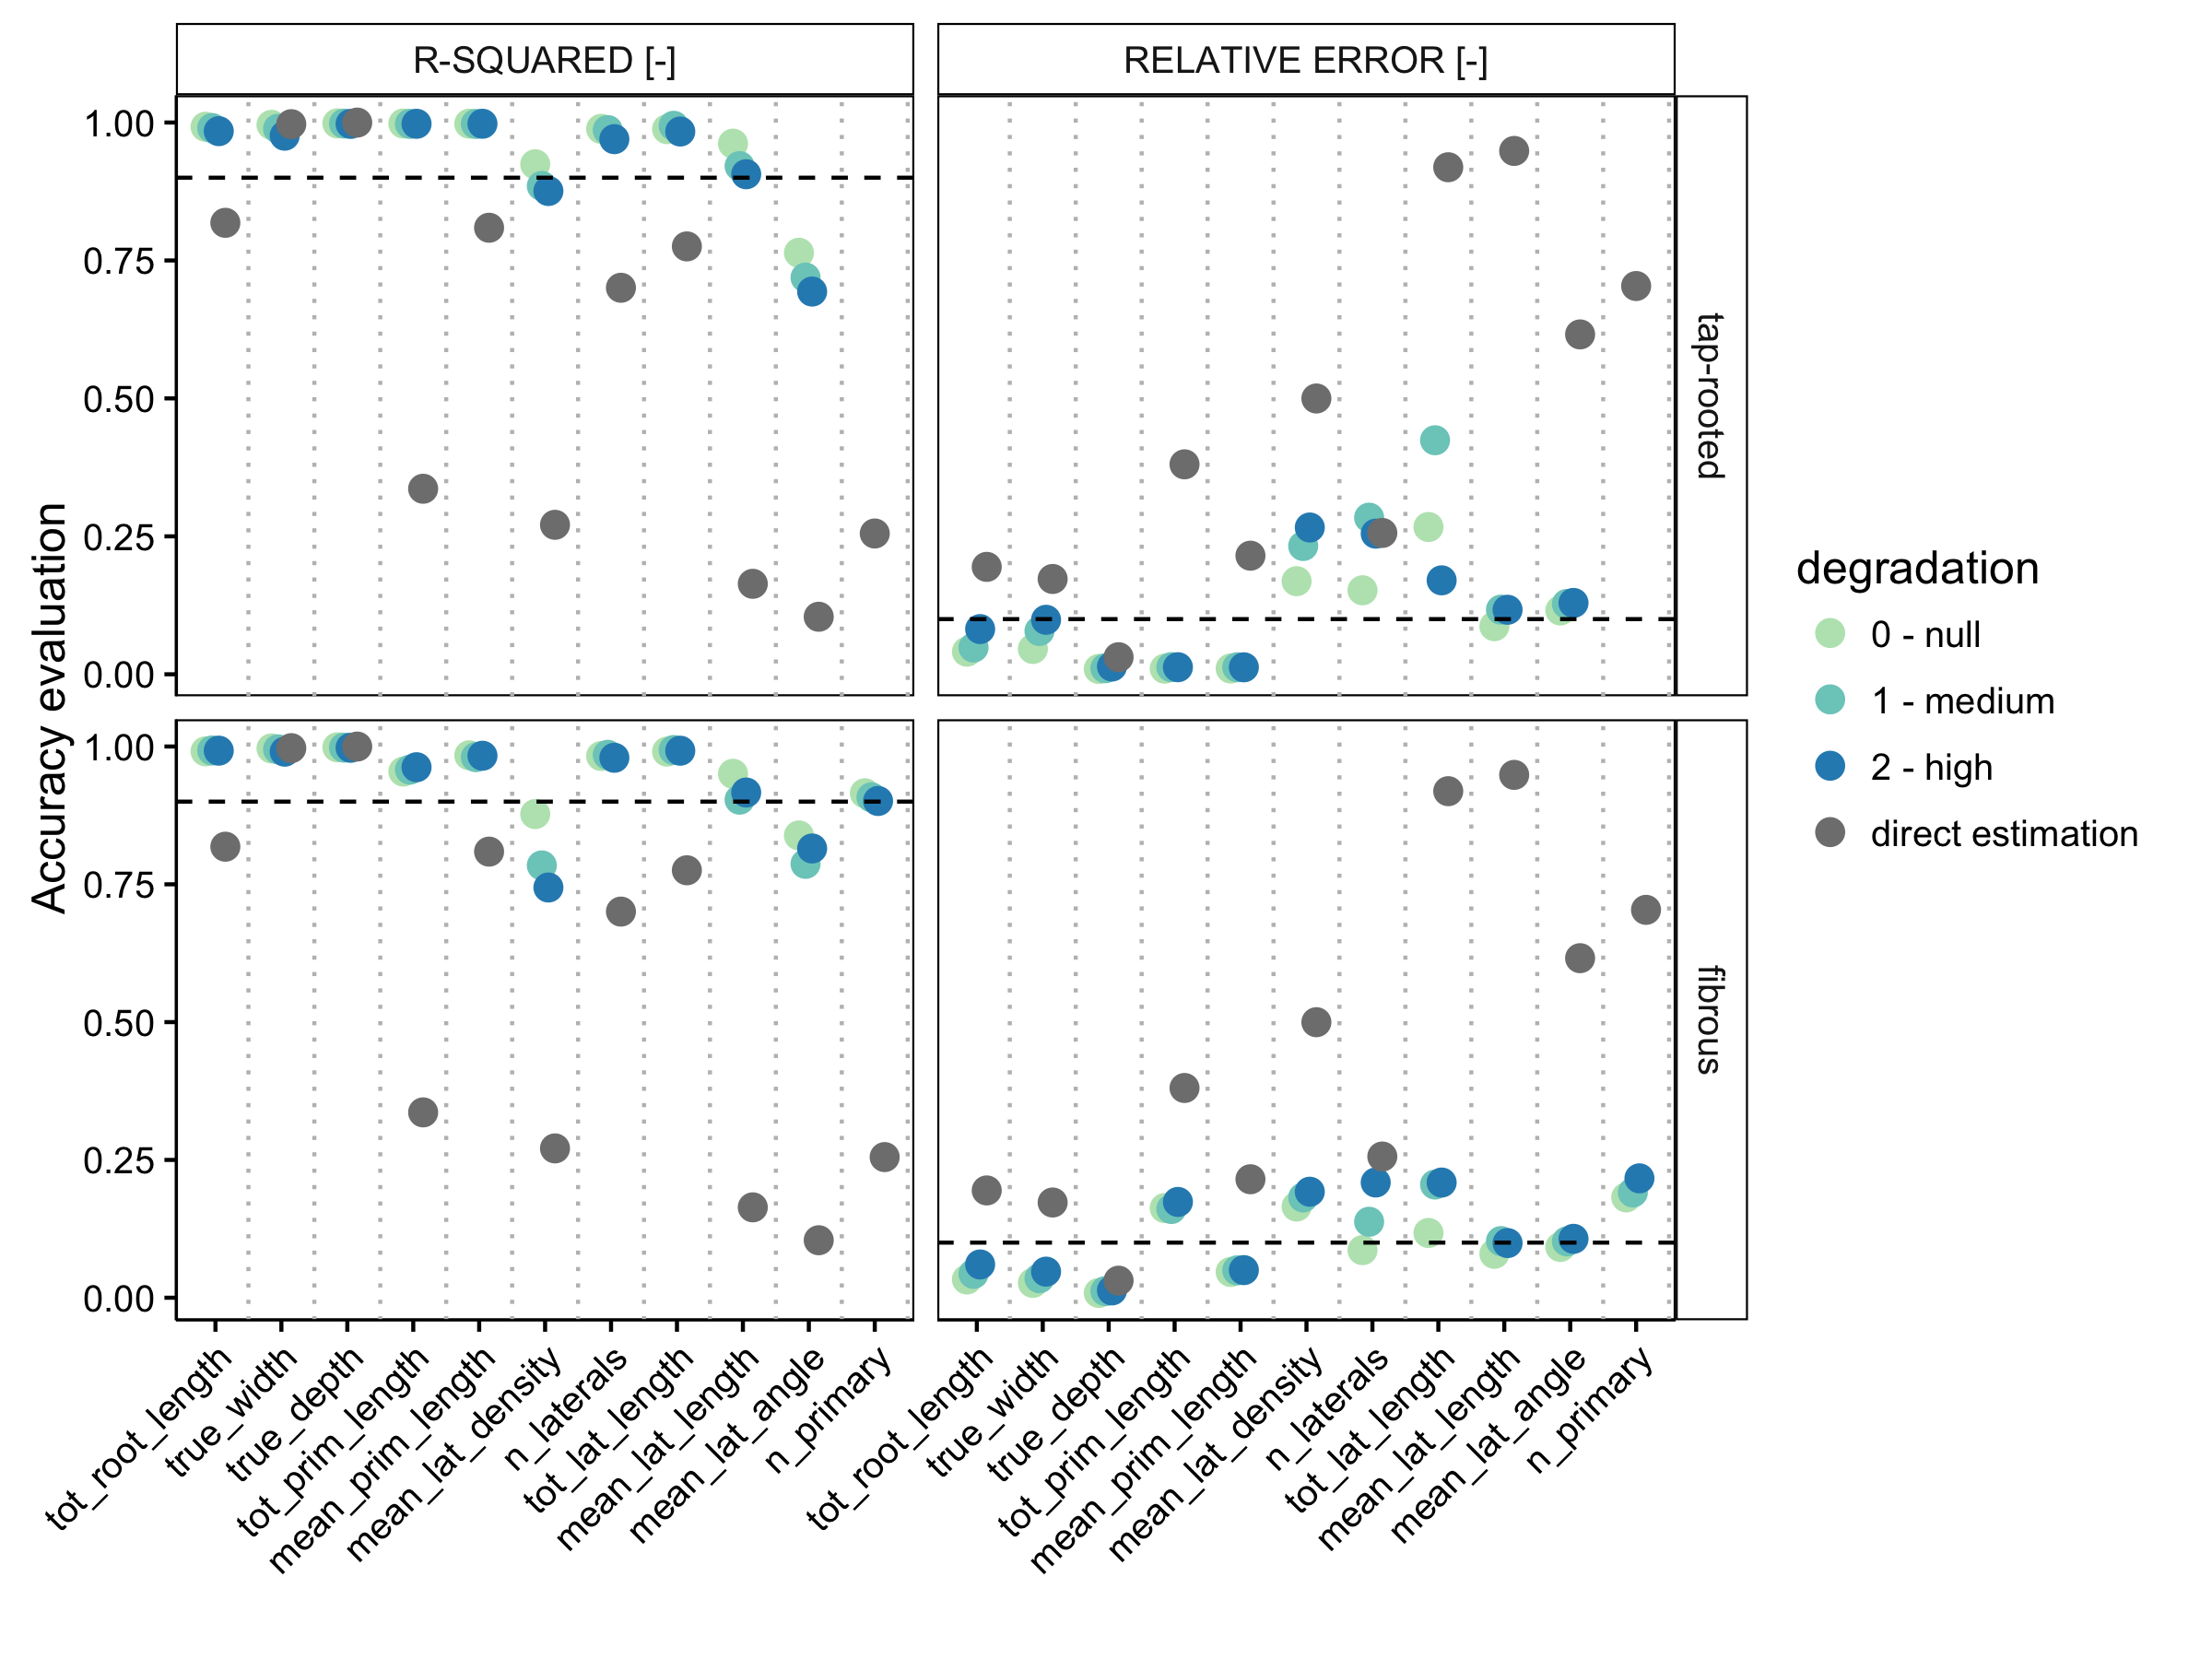 R-SQUARED [-]
RELATIVE ERROR [-]
Accuracy evaluation
1.00
0.75
0.50
0.25
0.00
tap-rooted
1.00
0.75
0.50
0.25
0.00
fibrous
tot_root_length
true_width
true_depth
tot_prim_length
mean_prim_length
mean_lat_density
n_laterals
tot_lat_length
mean_lat_length
mean_lat_angle
n_primary
tot_root_length
true_width
true_depth
tot_prim_length
mean_prim_length
mean_lat_density
n_laterals
tot_lat_length
mean_lat_length
mean_lat_angle
n_primary
degradation
0 - null
1 - medium
2 - high
direct estimation